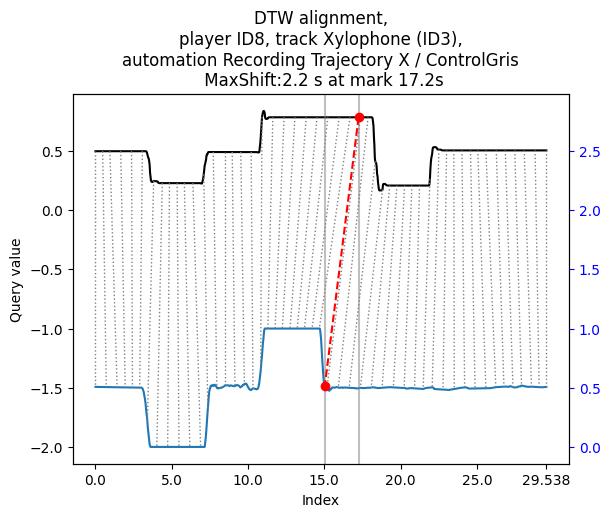 DTW alignment,
player ID8, track Xylophone (ID3),
automation Recording Trajectory X / ControlGris
MaxShift:2.2 s at mark 17.2s
Query value
0.5
0.0
−0.5
−1.0
−1.5
−2.0
2.5
2.0
1.5
1.0
0.5
0.0
0.0 5.0 10.0 15.0 20.0 25.0 29.538
Index